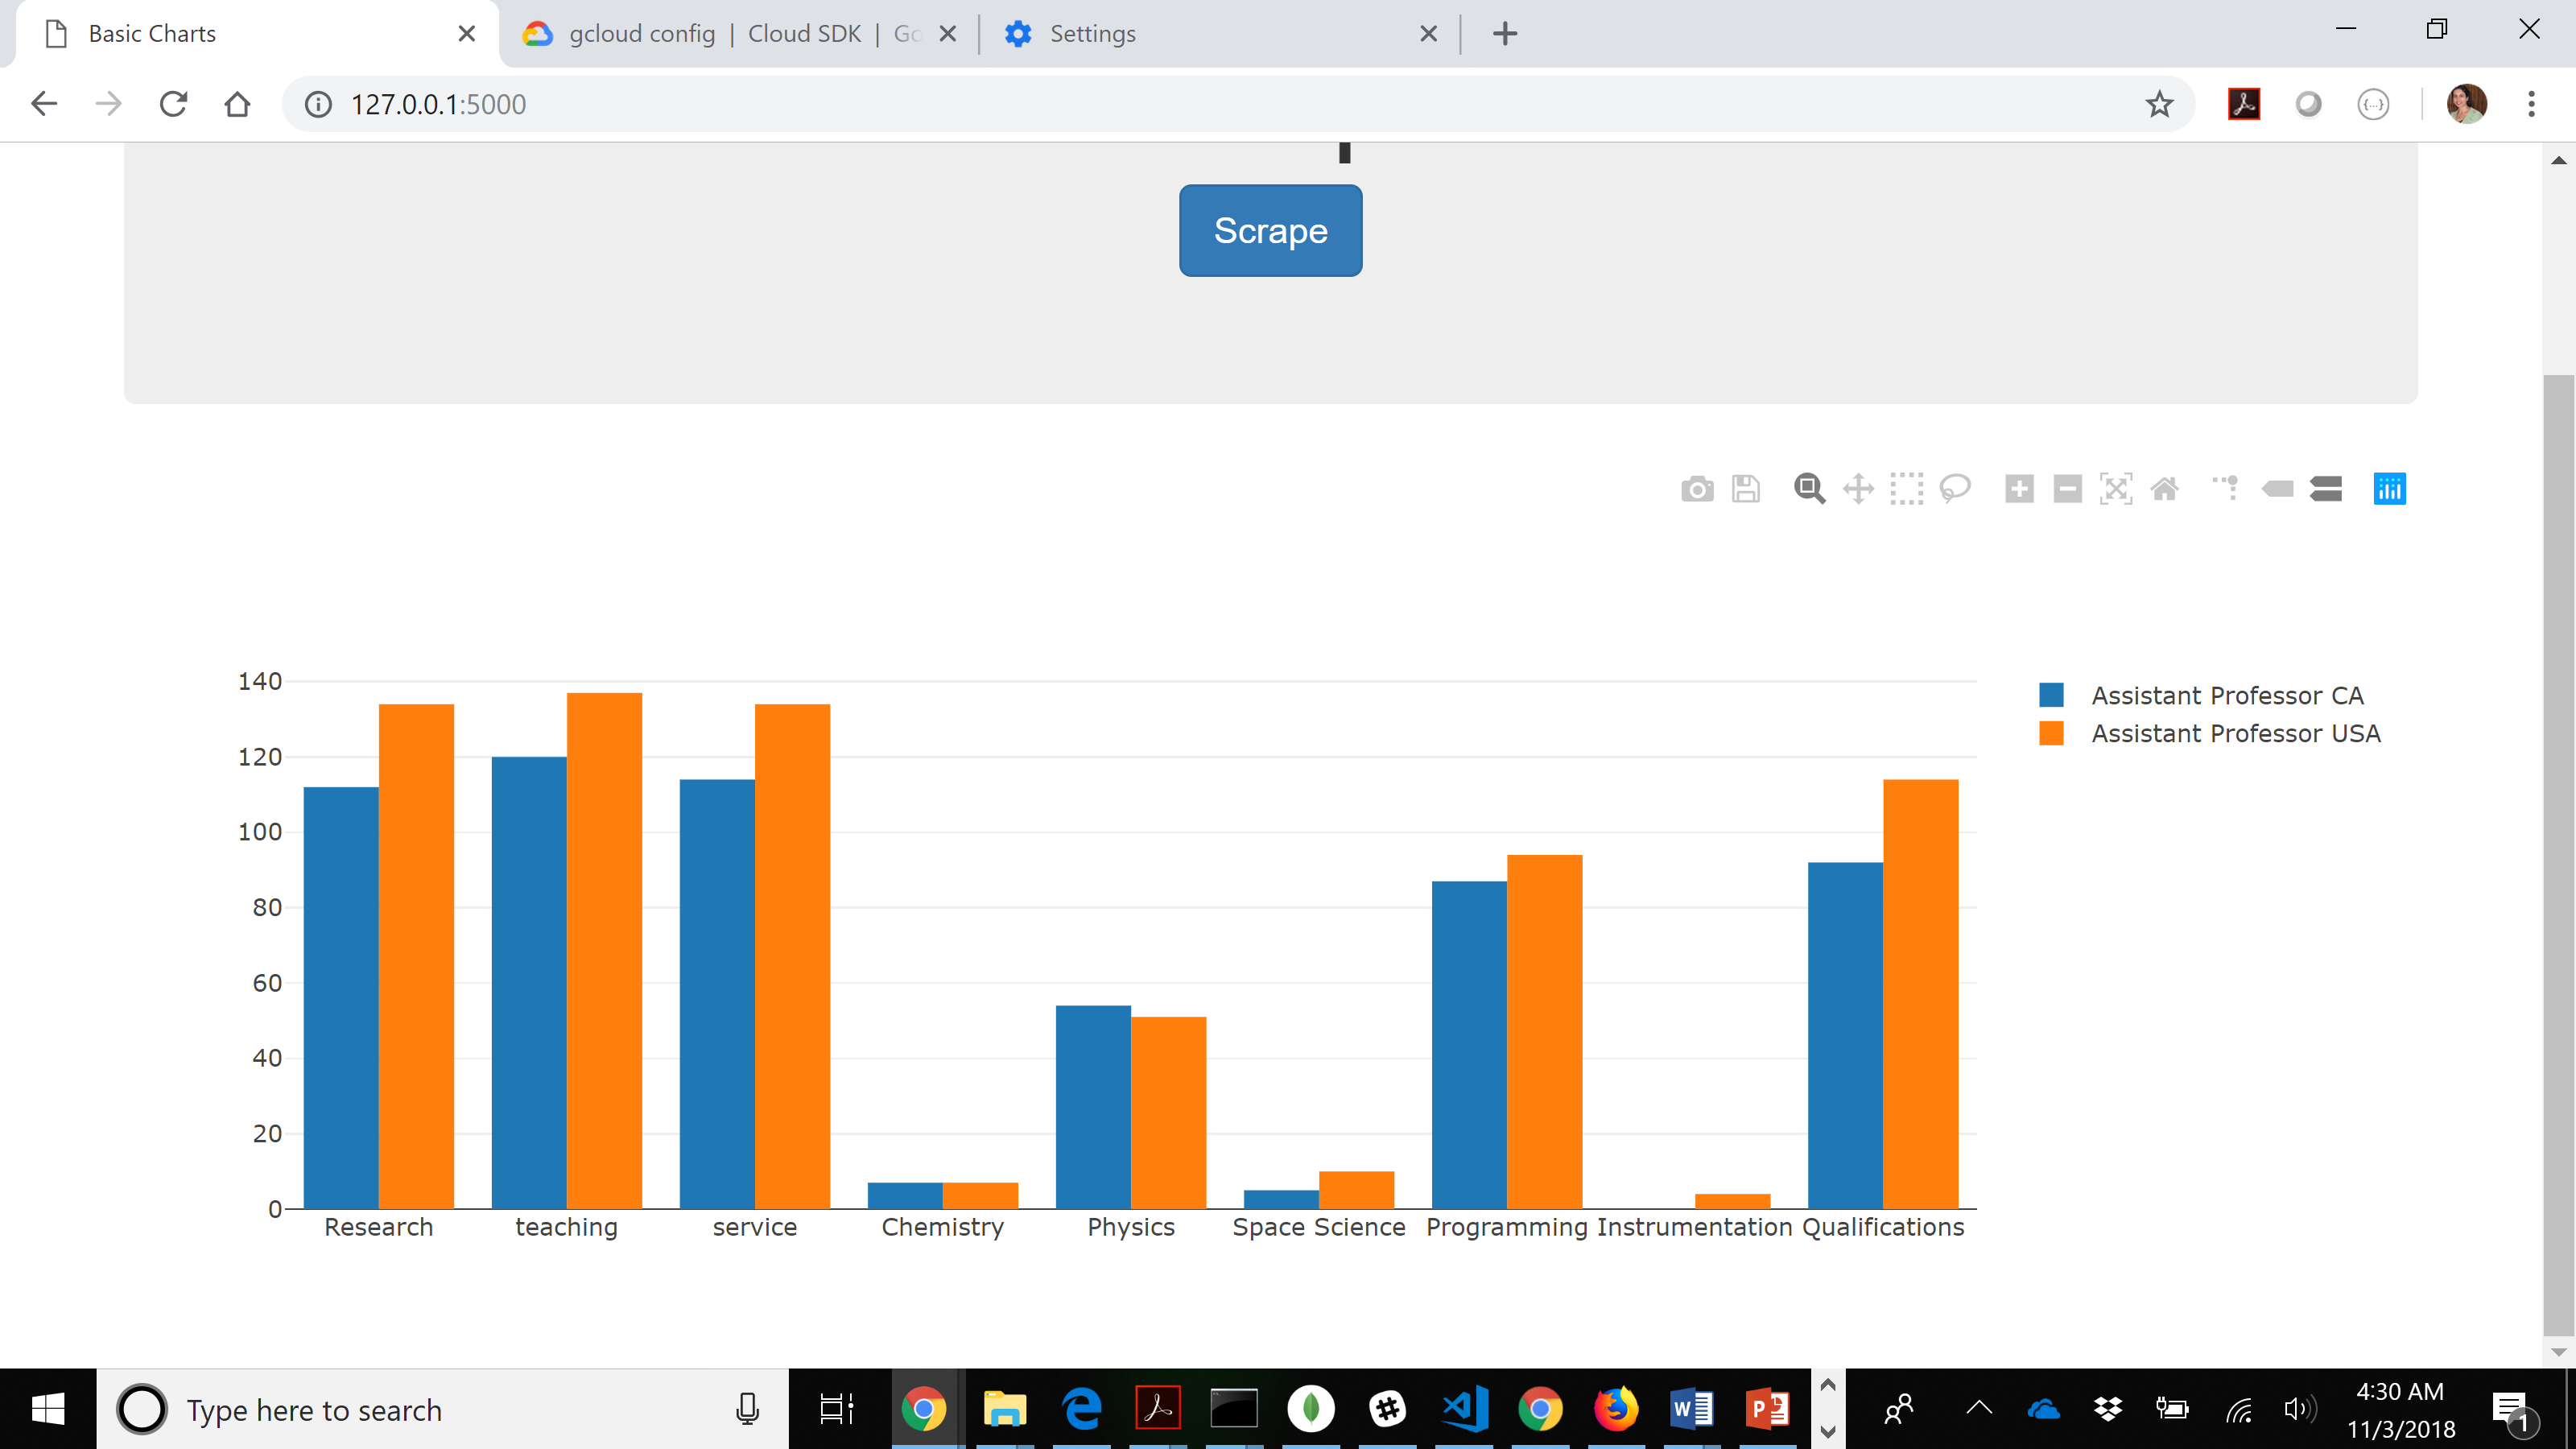 Basic Charts
gcloud config | Cloud SDK | Go
Settings
127.0.0.1:5000
Scrape
140
120
100
80
60
40
20
0
Research teaching service Chemistry Physics Space Science Programming Instrumentation Qualifications
Assistant Professor CA
Assistant Professor USA
Type here to search
4:30 AM
11/3/2018
1